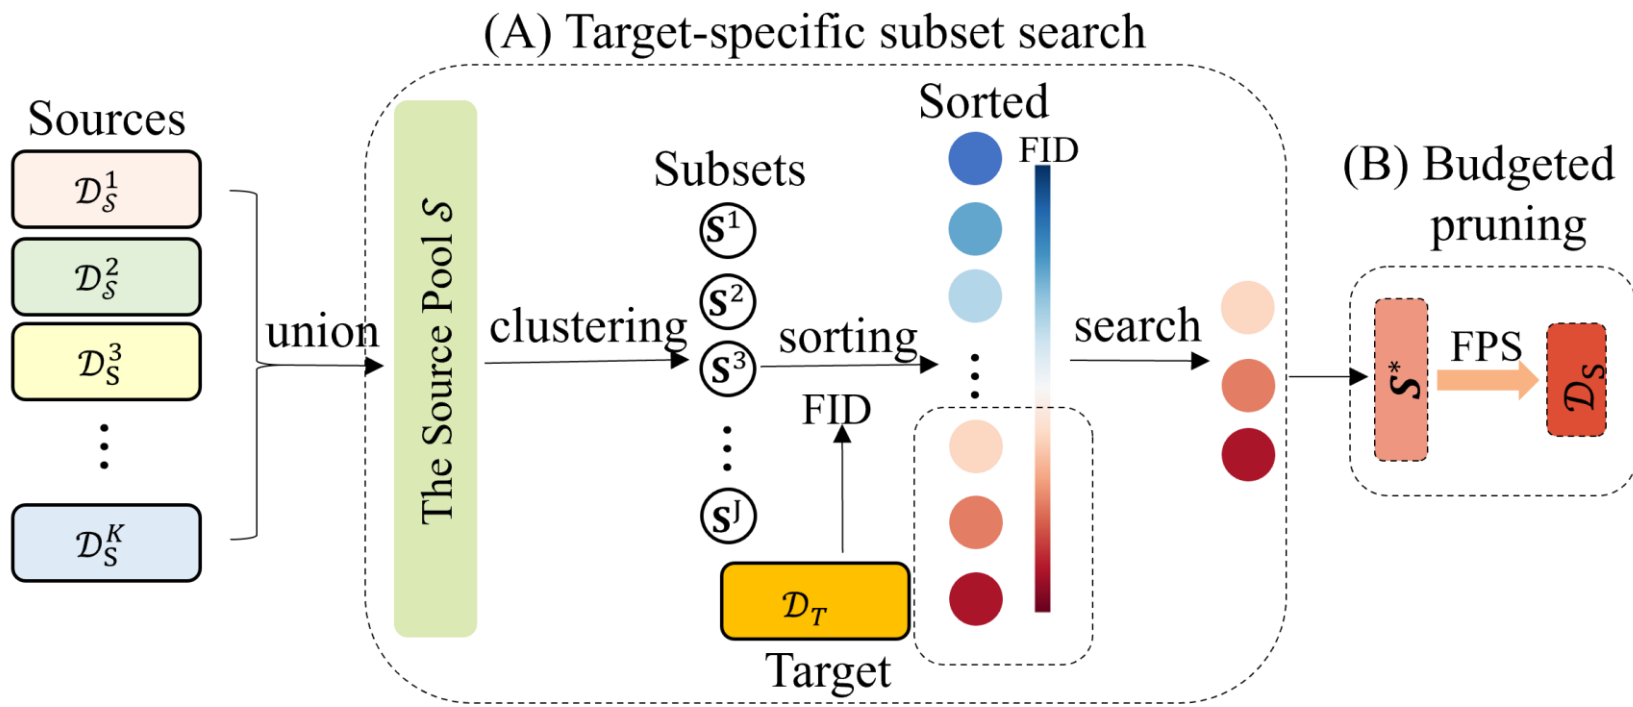 (A) Target-specific subset search
Sources
𝒟_𝒮^1
𝒟_𝒮^2
𝒟_S^3
⋮
𝒟_S^K
union
The Source Pool 𝒮
clustering
Subsets
S^1
S^2
S^3
⋮
S^J
sorting
FID
𝒟_T
Target
Sorted
FID
⋮
search
(B) Budgeted
pruning
S^*
FPS
𝒟_S